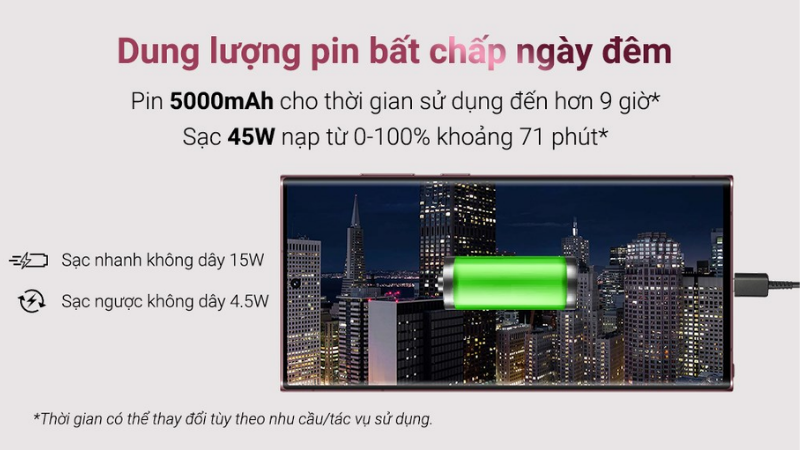 Dung lượng pin bất chấp ngày đêm
Pin 5000mAh cho thời gian sử dụng đến hơn 9 giờ*
Sạc 45W nạp từ 0-100% khoảng 71 phút*
Sạc nhanh không dây 15W
Sạc ngược không dây 4.5W
*Thời gian có thể thay đổi tùy theo nhu cầu/tác vụ sử dụng.